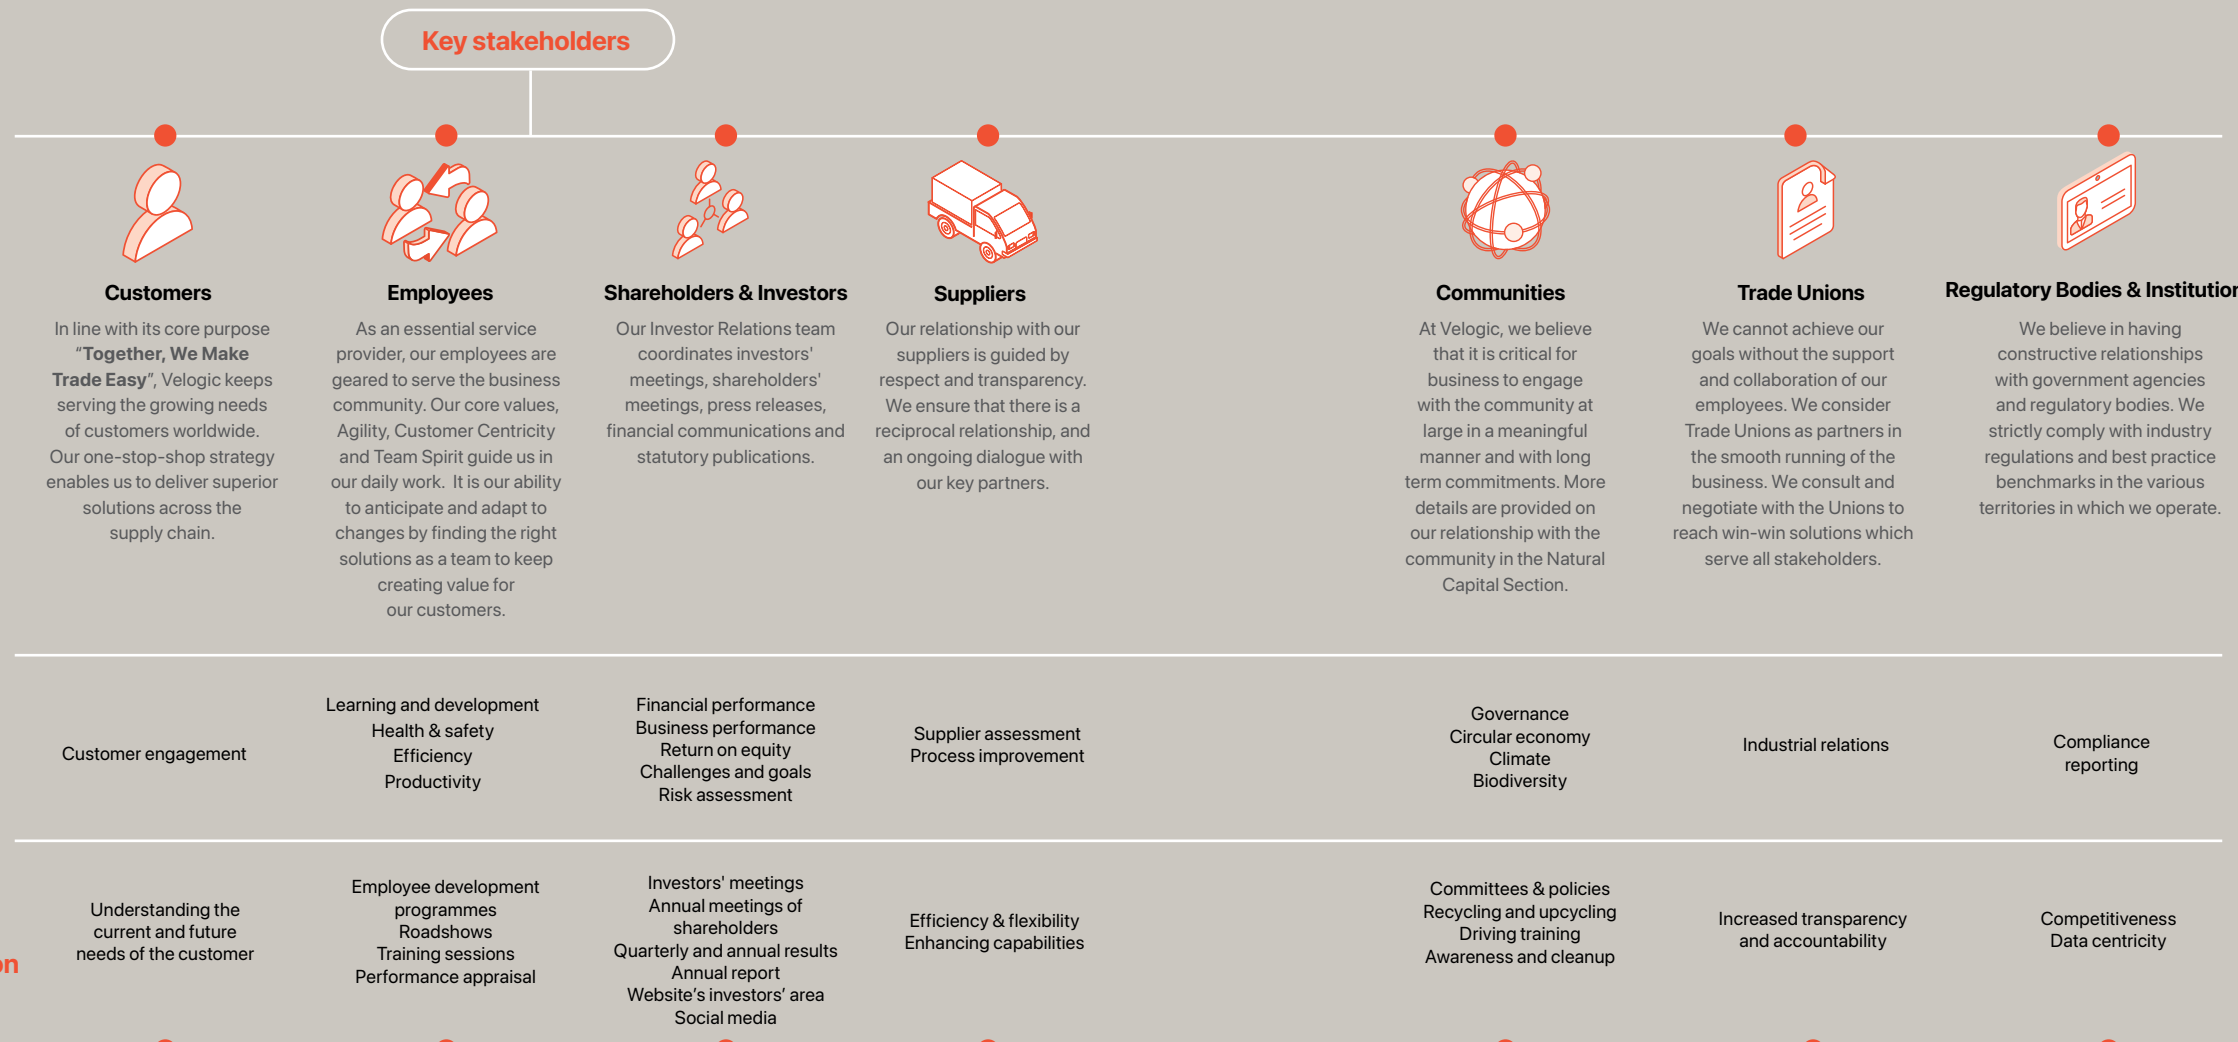 Key stakeholders
Customers
In line with its core purpose
“Together, We Make
Trade Easy”, Velogic keeps
serving the growing needs
of customers worldwide.
Our one-stop-shop strategy
enables us to deliver superior
solutions across the
supply chain.
Employees
As an essential service
provider, our employees are
geared to serve the business
community. Our core values,
Agility, Customer Centricity
and Team Spirit guide us in
our daily work. It is our ability
to anticipate and adapt to
changes by finding the right
solutions as a team to keep
creating value for
our customers.
Shareholders & Investors
Our Investor Relations team
coordinates investors'
meetings, shareholders'
meetings, press releases,
financial communications and
statutory publications.
Suppliers
Our relationship with our
suppliers is guided by
respect and transparency.
We ensure that there is a
reciprocal relationship, and
an ongoing dialogue with
our key partners.
Communities
At Velogic, we believe
that it is critical for
business to engage
with the community at
large in a meaningful
manner and with long
term commitments. More
details are provided on
our relationship with the
community in the Natural
Capital Section.
Trade Unions
We cannot achieve our
goals without the support
and collaboration of our
employees. We consider
Trade Unions as partners in
the smooth running of the
business. We consult and
negotiate with the Unions to
reach win-win solutions which
serve all stakeholders.
Regulatory Bodies & Institution
We believe in having
constructive relationships
with government agencies
and regulatory bodies. We
strictly comply with industry
regulations and best practice
benchmarks in the various
territories in which we operate.
Customer engagement
Learning and development
Health & safety
Efficiency
Productivity
Financial performance
Business performance
Return on equity
Challenges and goals
Risk assessment
Supplier assessment
Process improvement
Governance
Circular economy
Climate
Biodiversity
Industrial relations
Compliance
reporting
on
Understanding the
current and future
needs of the customer
Employee development
programmes
Roadshows
Training sessions
Performance appraisal
Investors' meetings
Annual meetings of
shareholders
Quarterly and annual results
Annual report
Website’s investors’ area
Social media
Efficiency & flexibility
Enhancing capabilities
Committees & policies
Recycling and upcycling
Driving training
Awareness and cleanup
Increased transparency
and accountability
Competitiveness
Data centricity